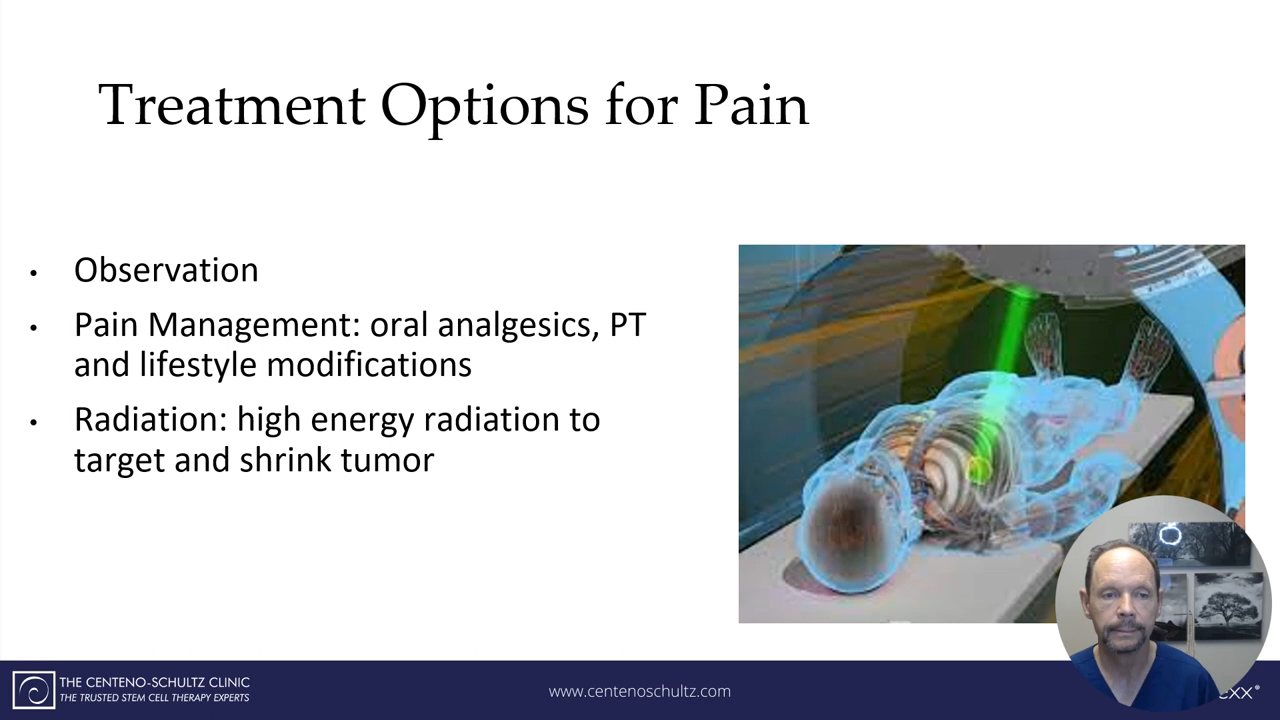 Treatment Options for Pain
• Observation
• Pain Management: oral analgesics, PT
and lifestyle modifications
• Radiation: high energy radiation to
target and shrink tumor
THE CENTENO-SCHULTZ CLINIC
THE TRUSTED STEM CELL THERAPY EXPERTS
www.centenoschultz.com
exx®